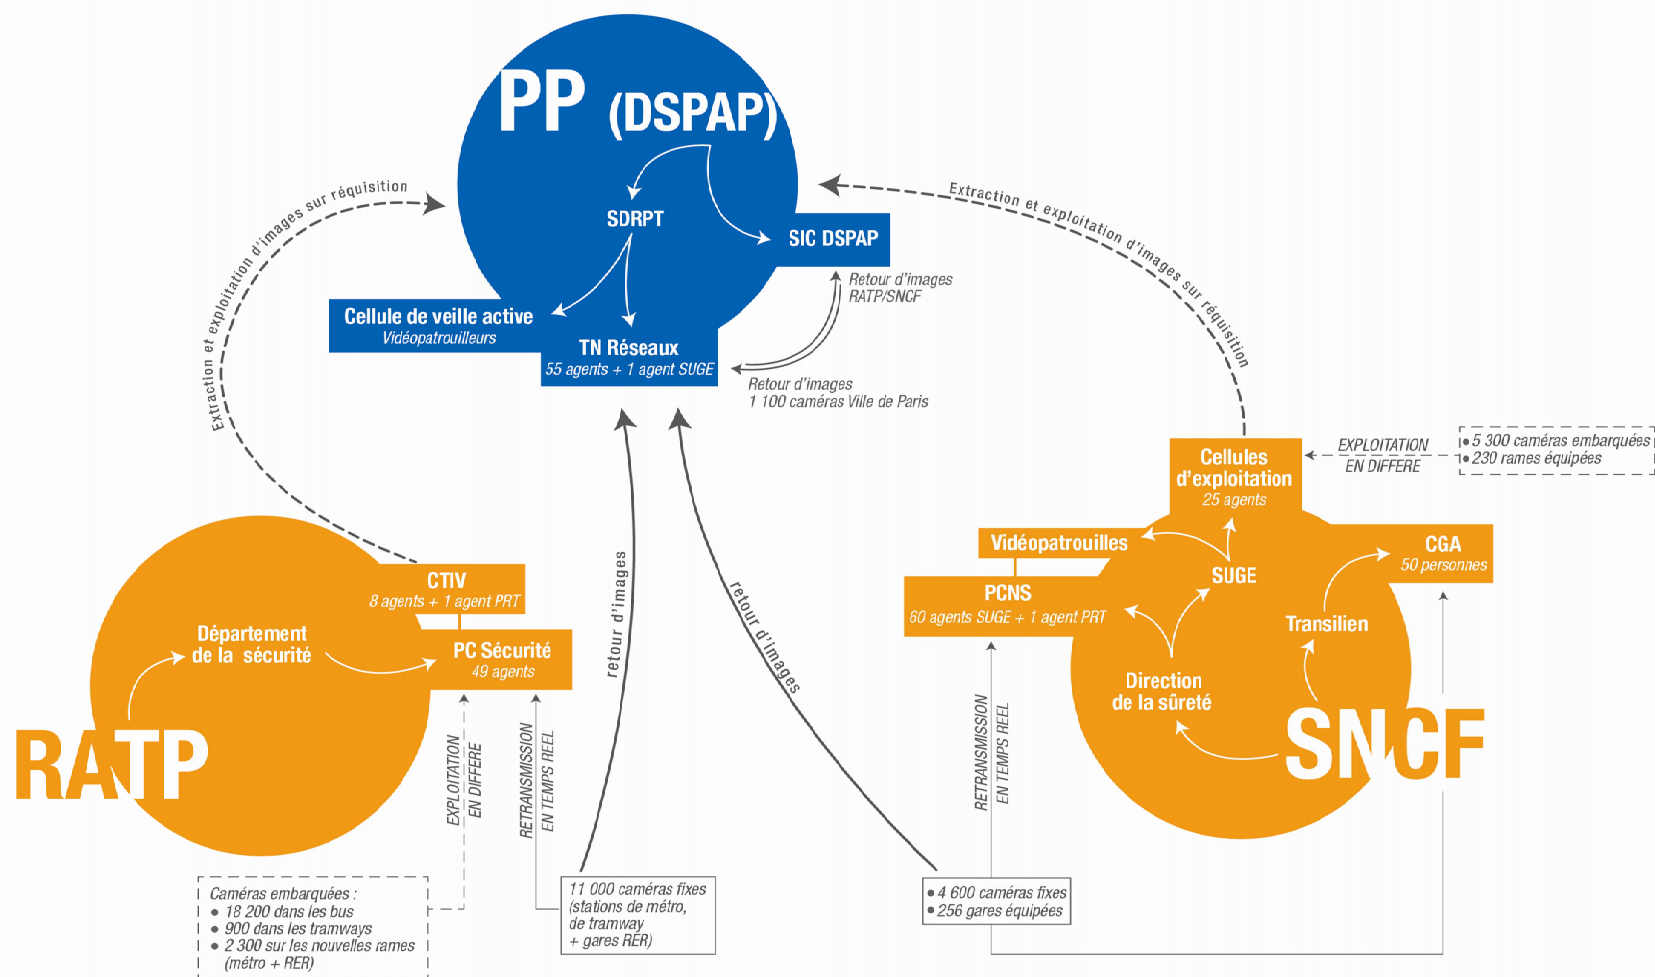 PP (DSPAP)
SDRPT
SIC DSPAP
Retour d'images
RATP/SNCF
Cellule de veille active
Vidéopatrouilleurs
TN Réseaux
55 agents + 1 agent SUGE
Retour d'images
1 100 caméras Ville de Paris
Extraction et exploitation d'images sur réquisition
Extraction et exploitation d'images sur réquisition
retour d'images
retour d'images
RATP
Département
de la sécurité
CTIV
8 agents + 1 agent PRT
PC Sécurité
49 agents
EXPLOITATION
EN DIFFERE
RETRANSMISSION
EN TEMPS REEL
Caméras embarquées :
● 18 200 dans les bus
● 900 dans les tramways
● 2 300 sur les nouvelles rames
(métro + RER)
11 000 caméras fixes
(stations de métro,
de tramway
+ gares RER)
SNCF
Cellules
d'exploitation
25 agents
EXPLOITATION
EN DIFFERE
● 5 300 caméras embarquées
● 230 rames équipées
Vidéopatrouilles
PCNS
60 agents SUGE + 1 agent PRT
SUGE
CGA
50 personnes
Transilien
Direction
de la sûreté
RETRANSMISSION
EN TEMPS REEL
● 4 600 caméras fixes
● 256 gares équipées